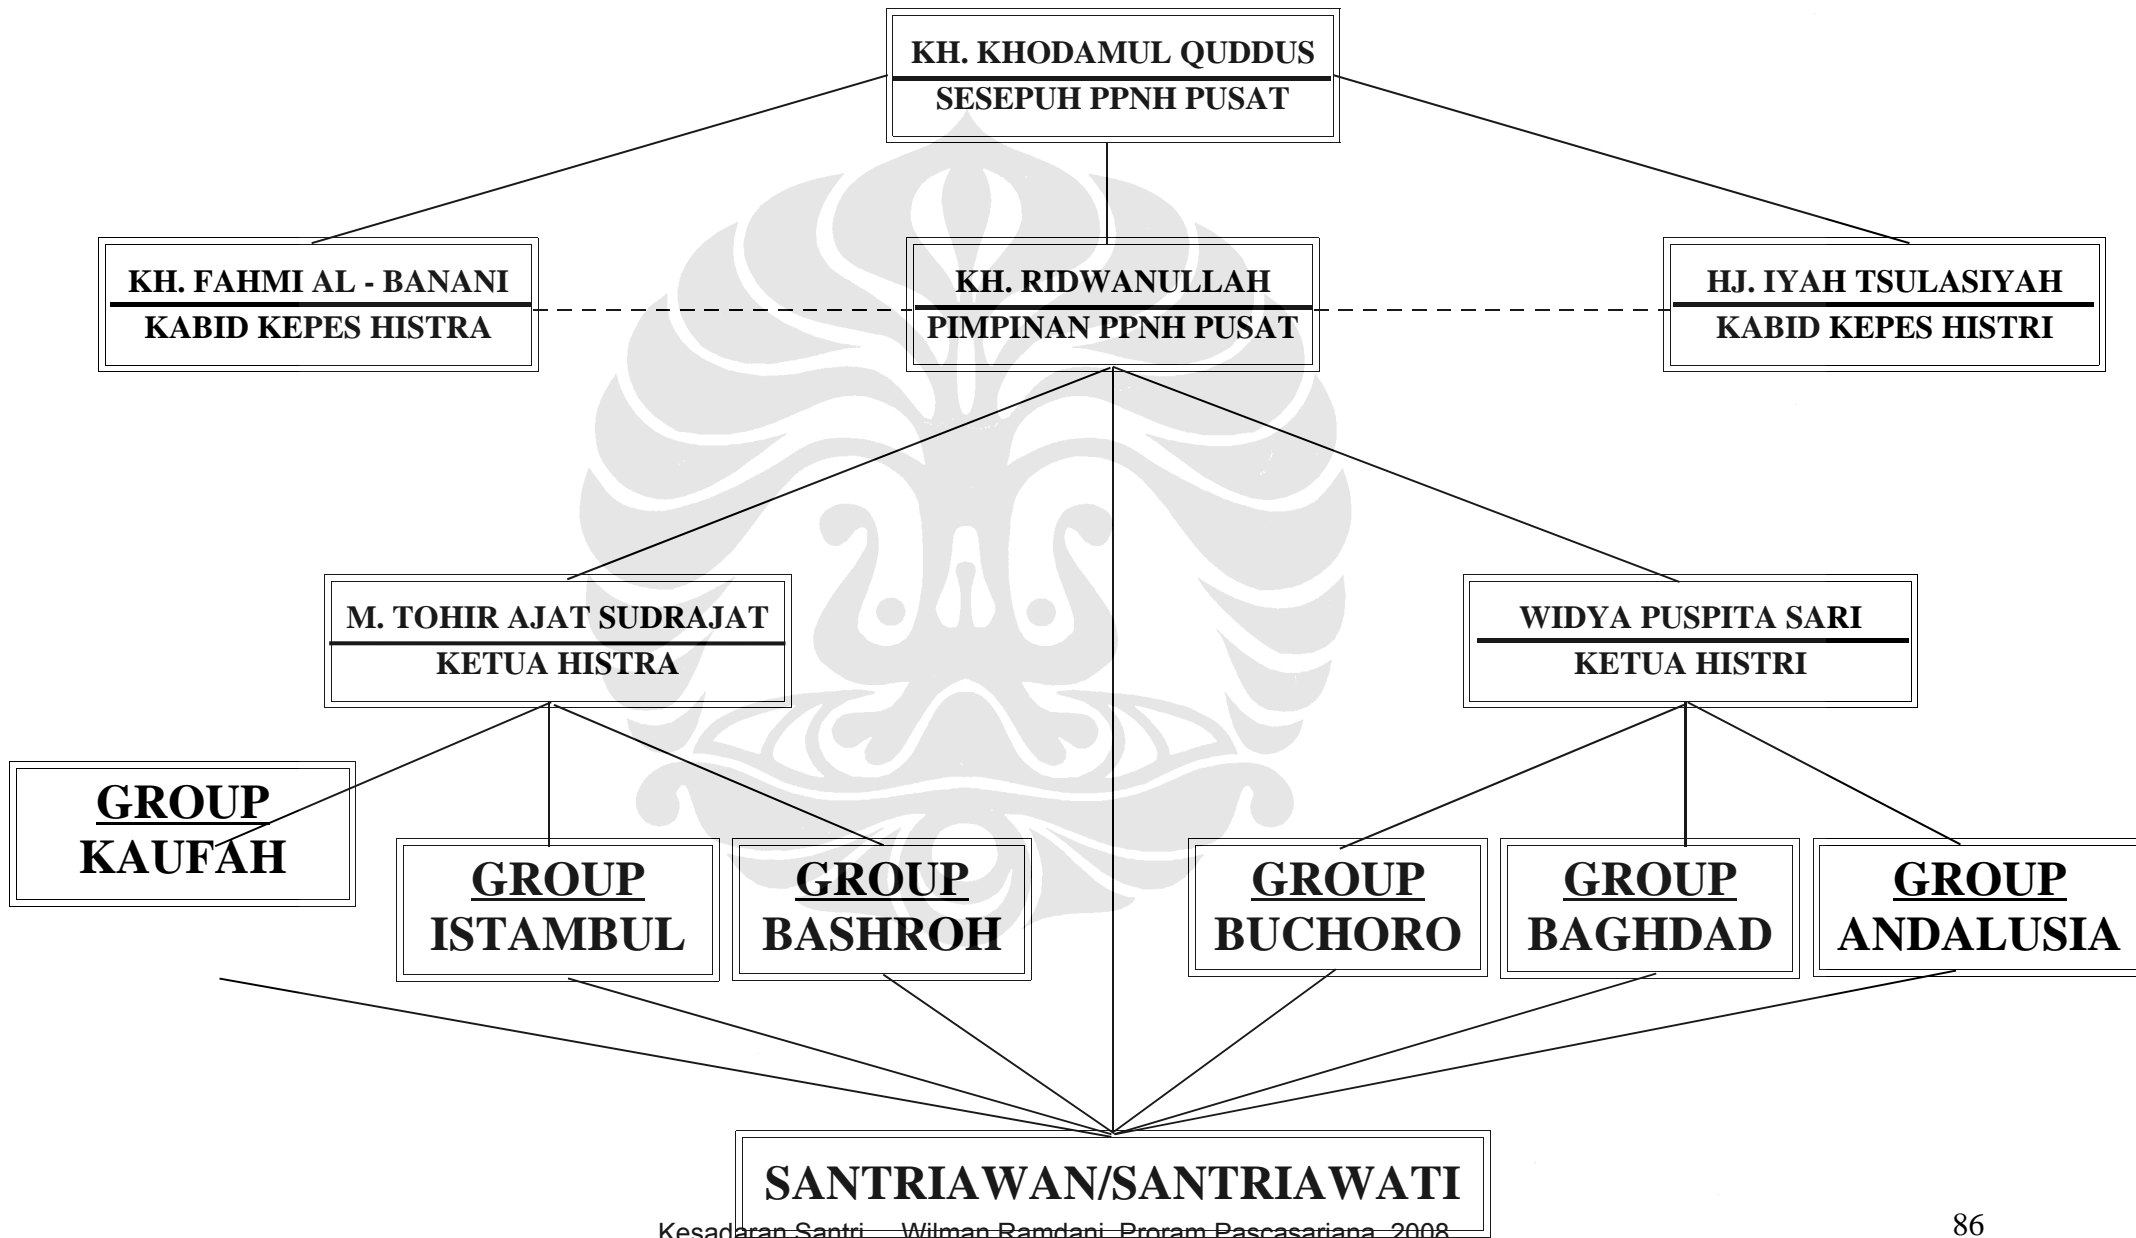 KH. KHODAMUL QUDDUS
SESEPUH PPNH PUSAT
KH. FAHMI AL - BANANI
KABID KEPES HISTRA
KH. RIDWANULLAH
PIMPINAN PPNH PUSAT
HJ. IYAH TSULASIYAH
KABID KEPES HISTRI
M. TOHIR AJAT SUDRAJAT
KETUA HISTRA
WIDYA PUSPITA SARI
KETUA HISTRI
GROUP
KAUFAH
GROUP
ISTAMBUL
GROUP
BASHROH
GROUP
BUCHORO
GROUP
BAGHDAD
GROUP
ANDALUSIA
SANTRIAWAN/SANTRIAWATI
Kesadaran Santri... Wilman Ramdani, Proram Pascasarjana, 2008
86